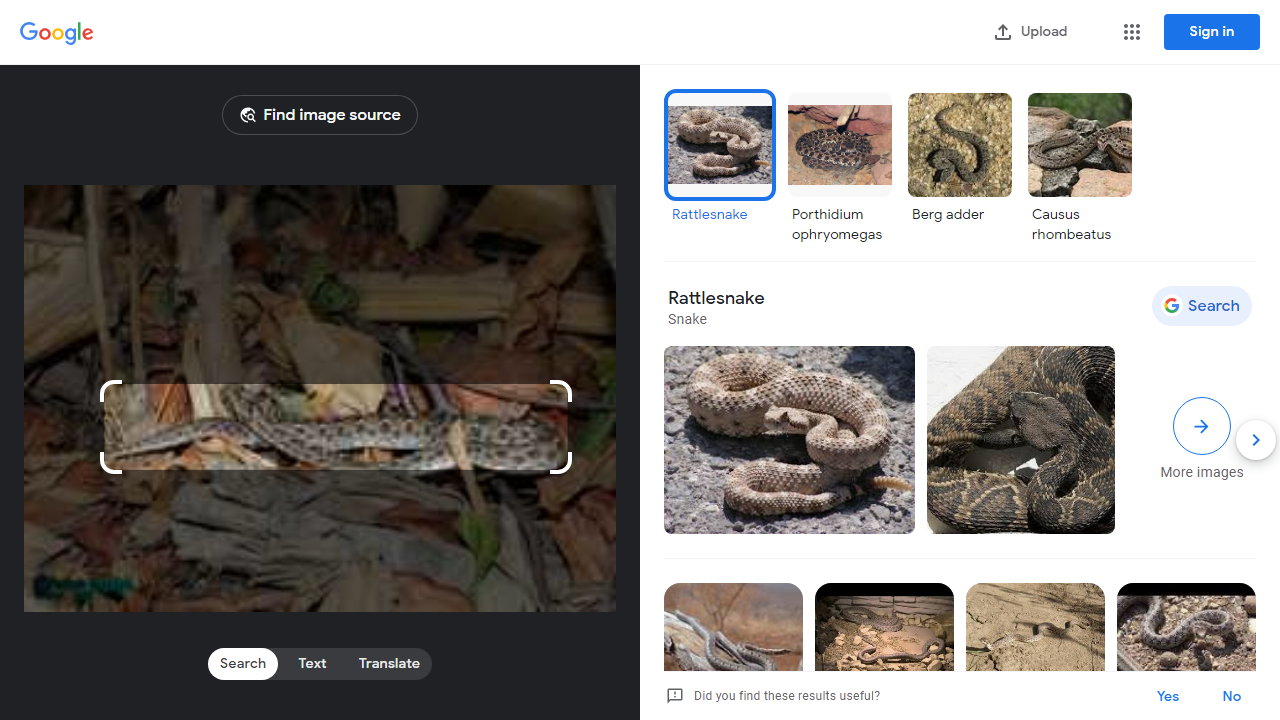 Google
Upload
Sign in
Find image source
Rattlesnake
Porthidium
ophryomegas
Berg adder
Causus
rhombeatus
Rattlesnake
Snake
Search
More images
Search
Text
Translate
Did you find these results useful?
Yes
No